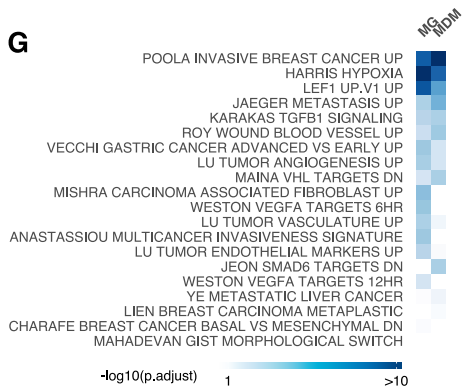 G
MG MDM
POOLA INVASIVE BREAST CANCER UP
HARRIS HYPOXIA
LEF1 UP.V1 UP
JAEGER METASTASIS UP
KARAKAS TGFB1 SIGNALING
ROY WOUND BLOOD VESSEL UP
VECCHI GASTRIC CANCER ADVANCED VS EARLY UP
LU TUMOR ANGIOGENESIS UP
MAINA VHL TARGETS DN
MISHRA CARCINOMA ASSOCIATED FIBROBLAST UP
WESTON VEGFA TARGETS 6HR
LU TUMOR VASCULATURE UP
ANASTASSIOU MULTICANCER INVASIVENESS SIGNATURE
LU TUMOR ENDOTHELIAL MARKERS UP
JEON SMAD6 TARGETS DN
WESTON VEGFA TARGETS 12HR
YE METASTATIC LIVER CANCER
LIEN BREAST CARCINOMA METAPLASTIC
CHARAFE BREAST CANCER BASAL VS MESENCHYMAL DN
MAHADEVAN GIST MORPHOLOGICAL SWITCH
-log10(p.adjust) 1 >10